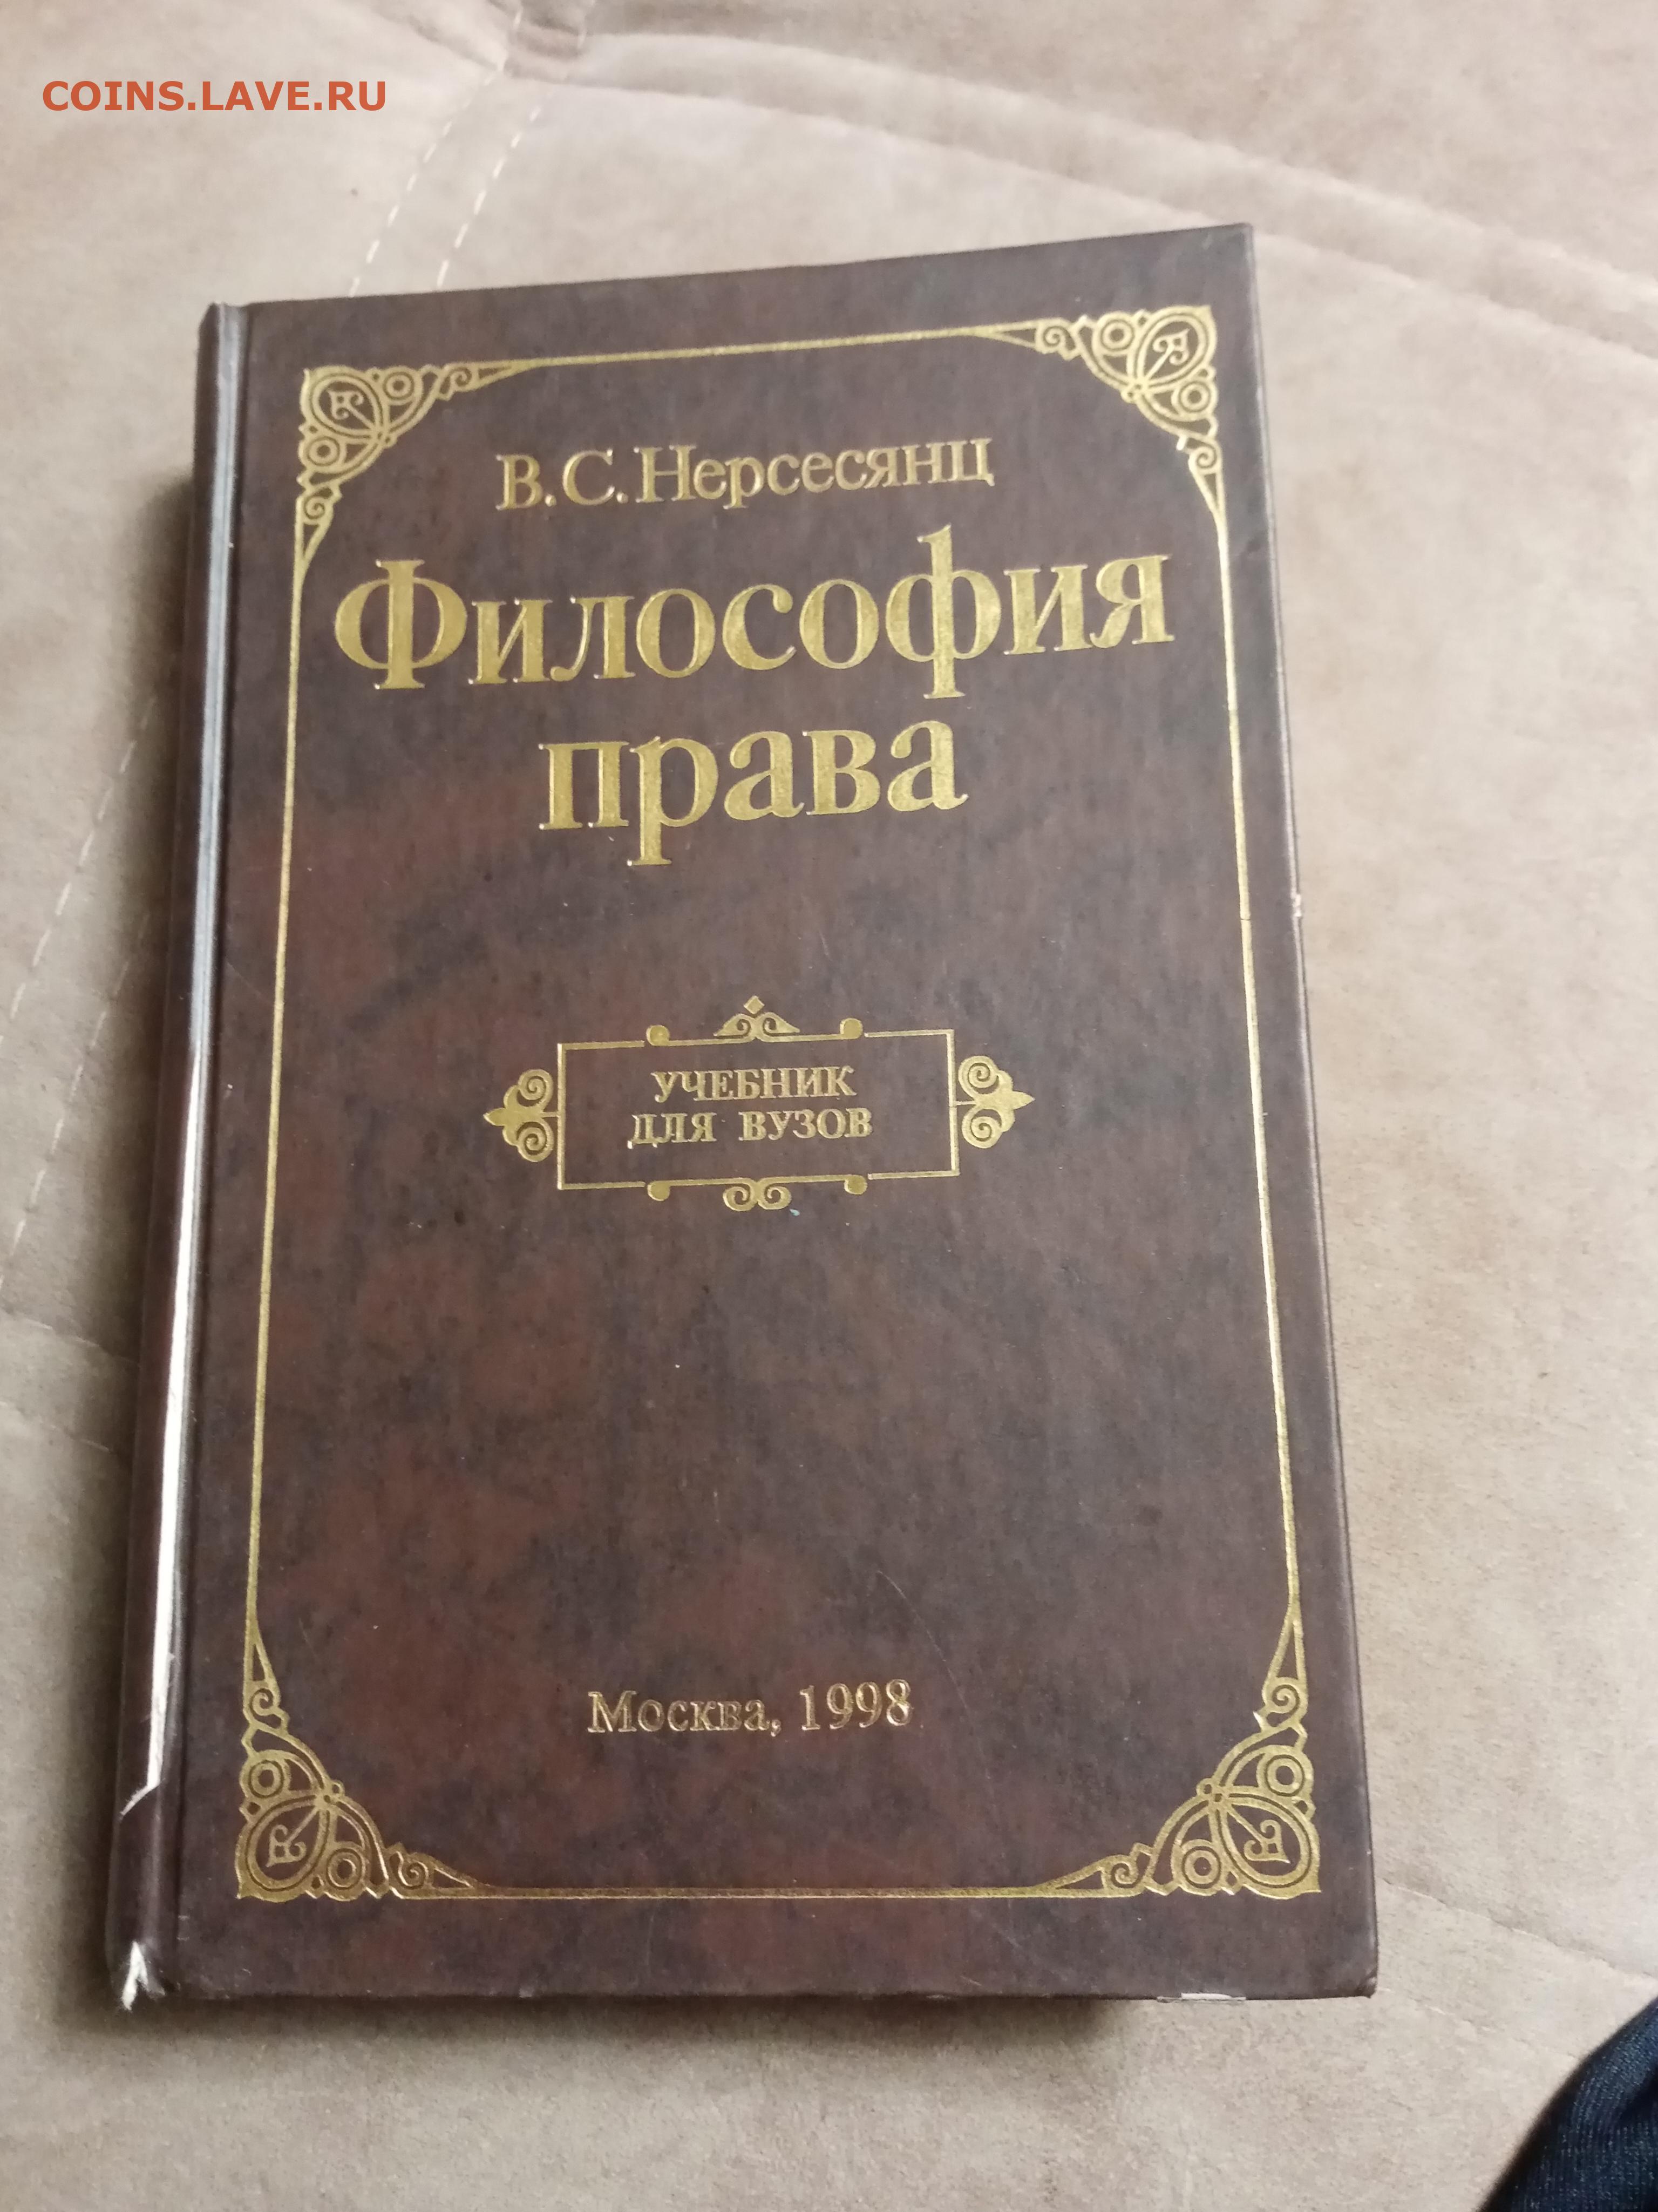 COINS.LAVE.RU
В. С. Нерсесянц
Философия
права
УЧЕБНИК
ДЛЯ ВУЗОВ
Москва, 1998